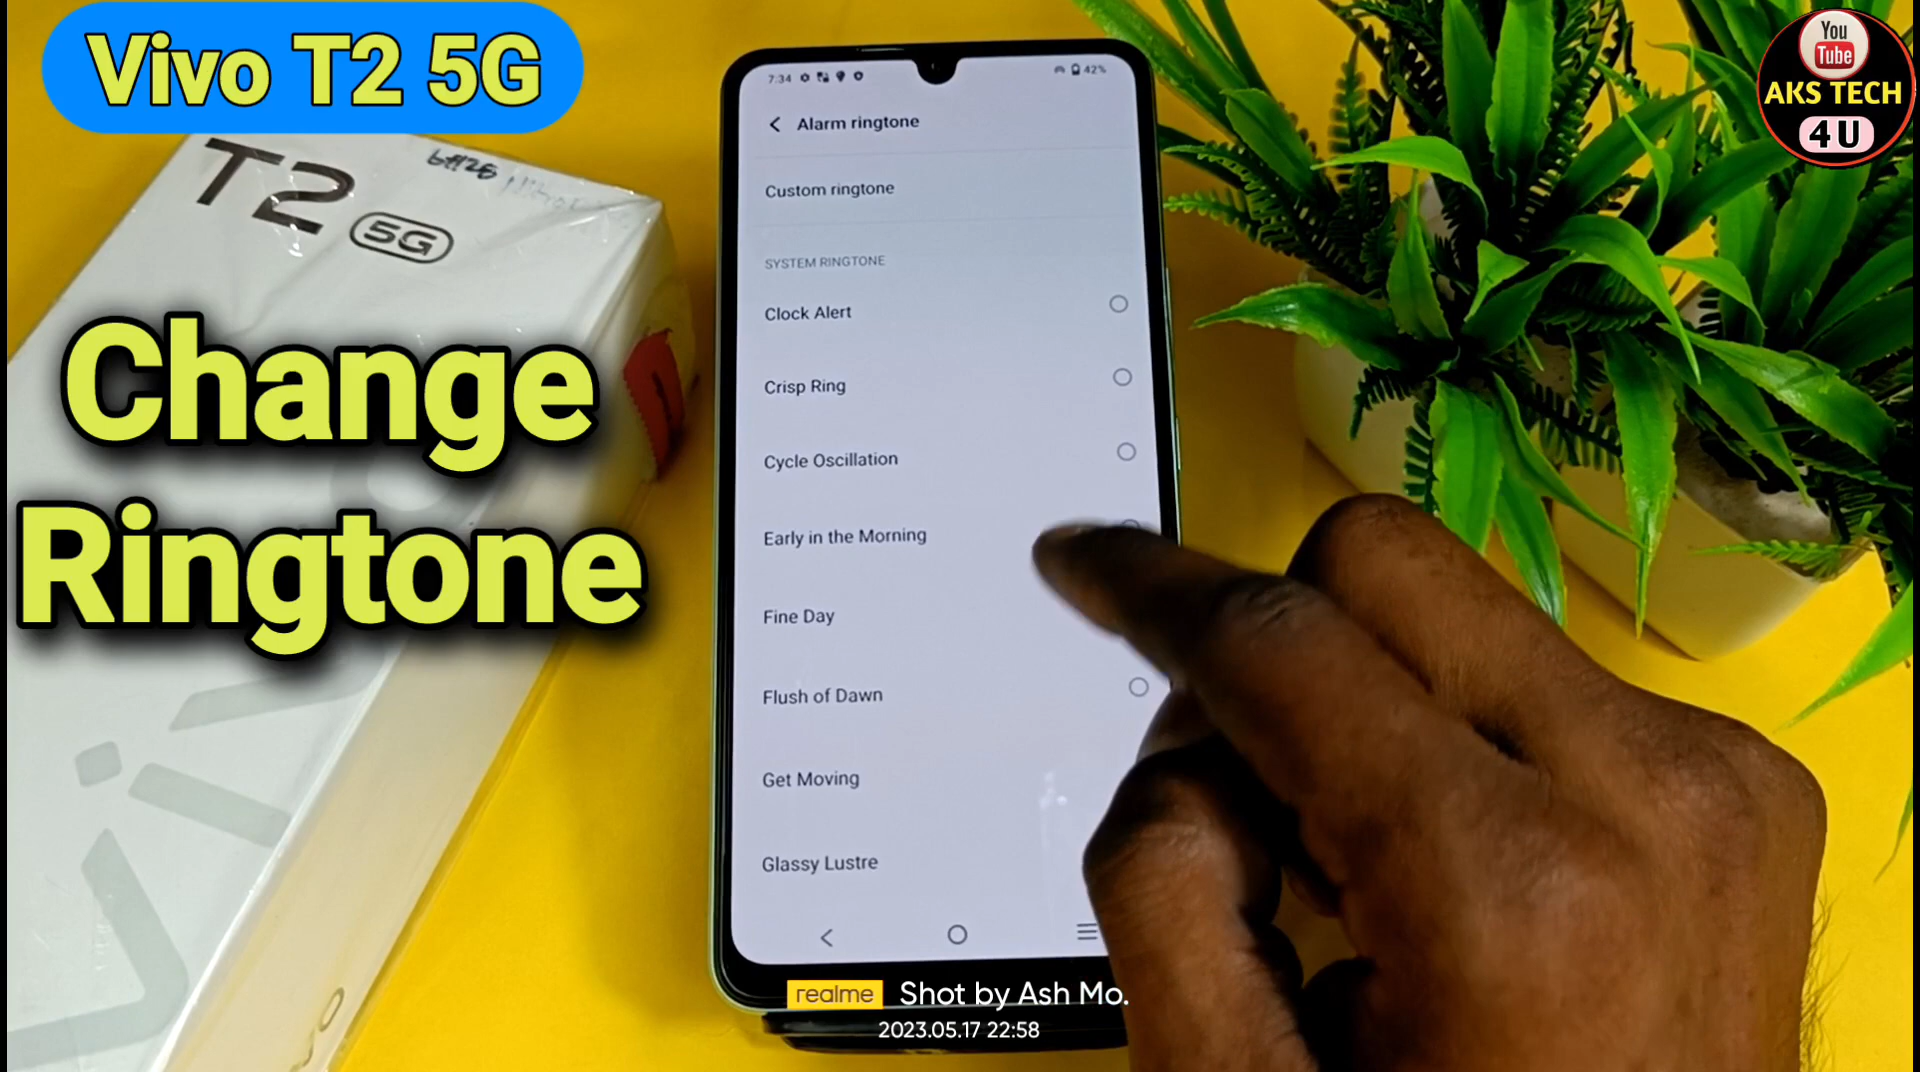 Vivo T2 5G
You
Tube
AKS TECH
4 U
T2 5G
Change
Ringtone
vivo
7:34
42%
Alarm ringtone
Custom ringtone
SYSTEM RINGTONE
Clock Alert
Crisp Ring
Cycle Oscillation
Early in the Morning
Fine Day
Flush of Dawn
Get Moving
Glassy Lustre
realme Shot by Ash Mo.
2023.05.17 22:58